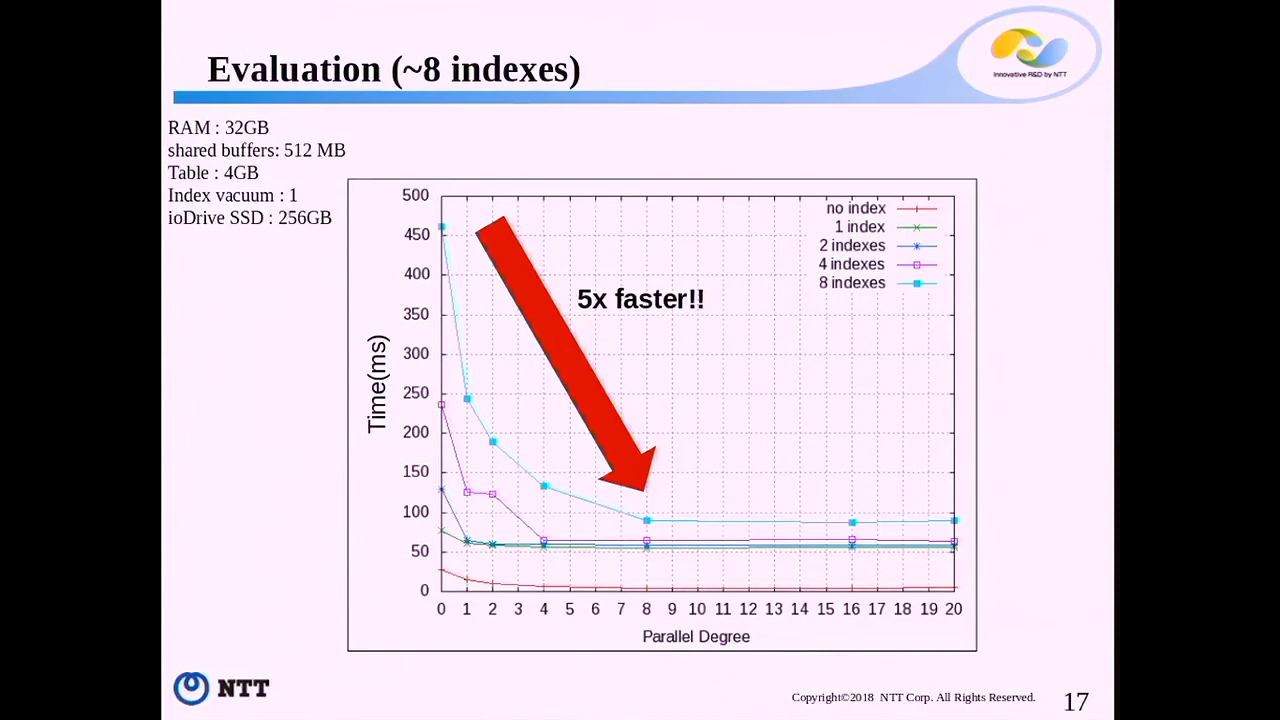 Evaluation (~8 indexes)
Innovative R&D by NTT
RAM : 32GB
shared buffers: 512 MB
Table : 4GB
Index vacuum : 1
ioDrive SSD : 256GB
500
450
400
350
300
250
200
150
100
50
0
Time(ms)
no index
1 index
2 indexes
4 indexes
8 indexes
5x faster!!
0 1 2 3 4 5 6 7 8 9 10 11 12 13 14 15 16 17 18 19 20
Parallel Degree
NTT
Copyright©2018 NTT Corp. All Rights Reserved.
17